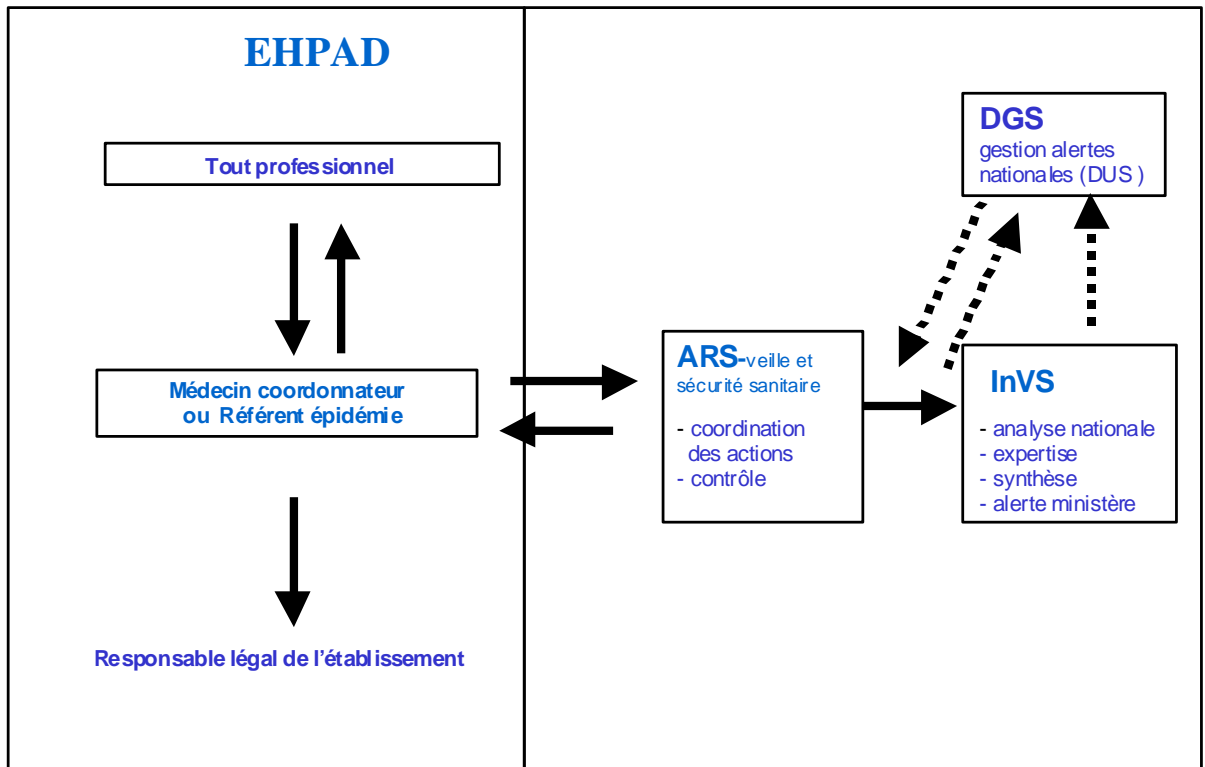 EHPAD
Tout professionnel
Médecin coordonnateur
ou Référent épidémie
Responsable légal de l'établissement
DGS
gestion alertes
nationales (DUS )
ARS-veille et
sécurité sanitaire
- coordination
des actions
- contrôle
InVS
- analyse nationale
- expertise
- synthèse
- alerte ministère